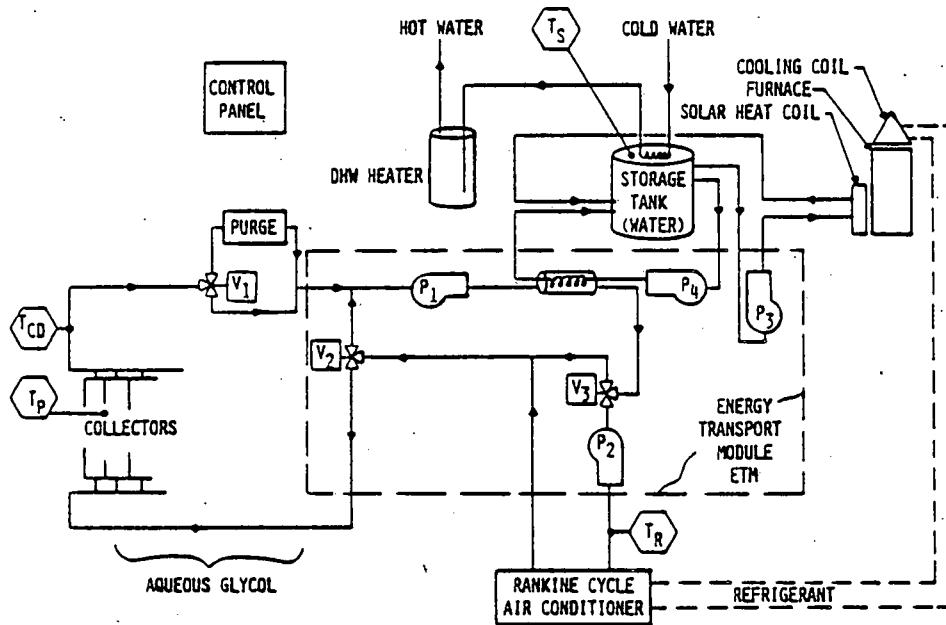 HOT WATER
T_S
COLD WATER
COOLING COIL
FURNACE
SOLAR HEAT COIL
CONTROL
PANEL
DHW HEATER
STORAGE
TANK
(WATER)
PURGE
V_1
P_1
P_4
P_3
T_CD
V_2
V_3
T_P
COLLECTORS
P_2
ENERGY
TRANSPORT
MODULE
ETM
T_R
AQUEOUS GLYCOL
RANKINE CYCLE
AIR CONDITIONER
REFRIGERANT